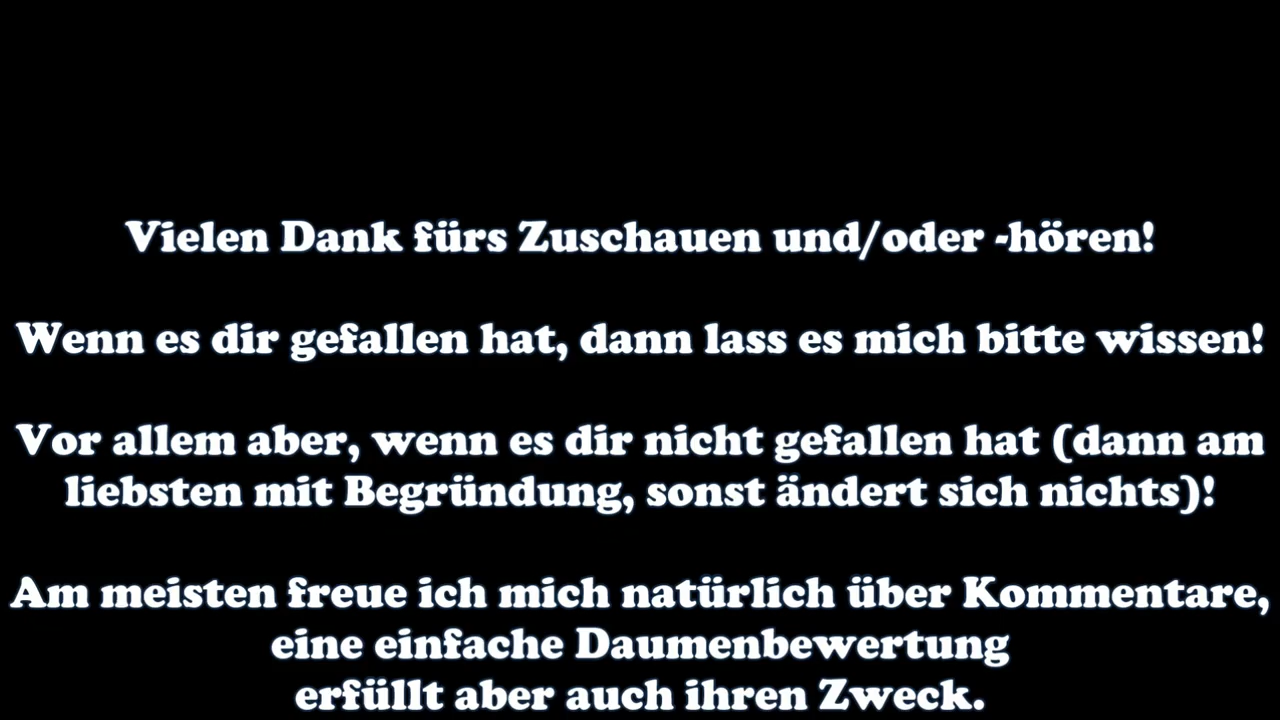 Vielen Dank fürs Zuschauen und/oder -hören!
Wenn es dir gefallen hat, dann lass es mich bitte wissen!
Vor allem aber, wenn es dir nicht gefallen hat (dann am
liebsten mit Begründung, sonst ändert sich nichts)!
Am meisten freue ich mich natürlich über Kommentare,
eine einfache Daumenbewertung
erfüllt aber auch ihren Zweck.